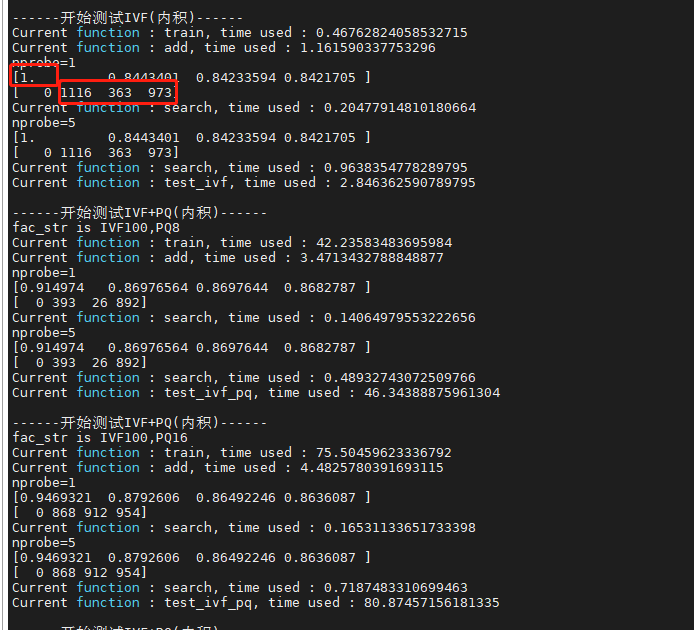 ------开始测试IVF(内积)------
Current function : train, time used : 0.46762824058532715
Current function : add, time used : 1.161590337753296
nprobe=1
[1.         0.8443401  0.84233594 0.8421705 ]
[   0 1116  363  973]
Current function : search, time used : 0.20477914810180664
nprobe=5
[1.         0.8443401  0.84233594 0.8421705 ]
[   0 1116  363  973]
Current function : search, time used : 0.9638354778289795
Current function : test_ivf, time used : 2.846362590789795
------开始测试IVF+PQ(内积)------
fac_str is IVF100,PQ8
Current function : train, time used : 42.23583483695984
Current function : add, time used : 3.4713432788848877
nprobe=1
[0.914974   0.86976564 0.8697644  0.8682787 ]
[  0 393  26 892]
Current function : search, time used : 0.14064979553222656
nprobe=5
[0.914974   0.86976564 0.8697644  0.8682787 ]
[  0 393  26 892]
Current function : search, time used : 0.48932743072509766
Current function : test_ivf_pq, time used : 46.34388875961304
------开始测试IVF+PQ(内积)------
fac_str is IVF100,PQ16
Current function : train, time used : 75.50459623336792
Current function : add, time used : 4.4825780391693115
nprobe=1
[0.9469321  0.8792606  0.86492246 0.8636087 ]
[  0 868 912 954]
Current function : search, time used : 0.16531133651733398
nprobe=5
[0.9469321  0.8792606  0.86492246 0.8636087 ]
[  0 868 912 954]
Current function : search, time used : 0.7187483310699463
Current function : test_ivf_pq, time used : 80.87457156181335
------开始测试IVF+PQ(内积)------